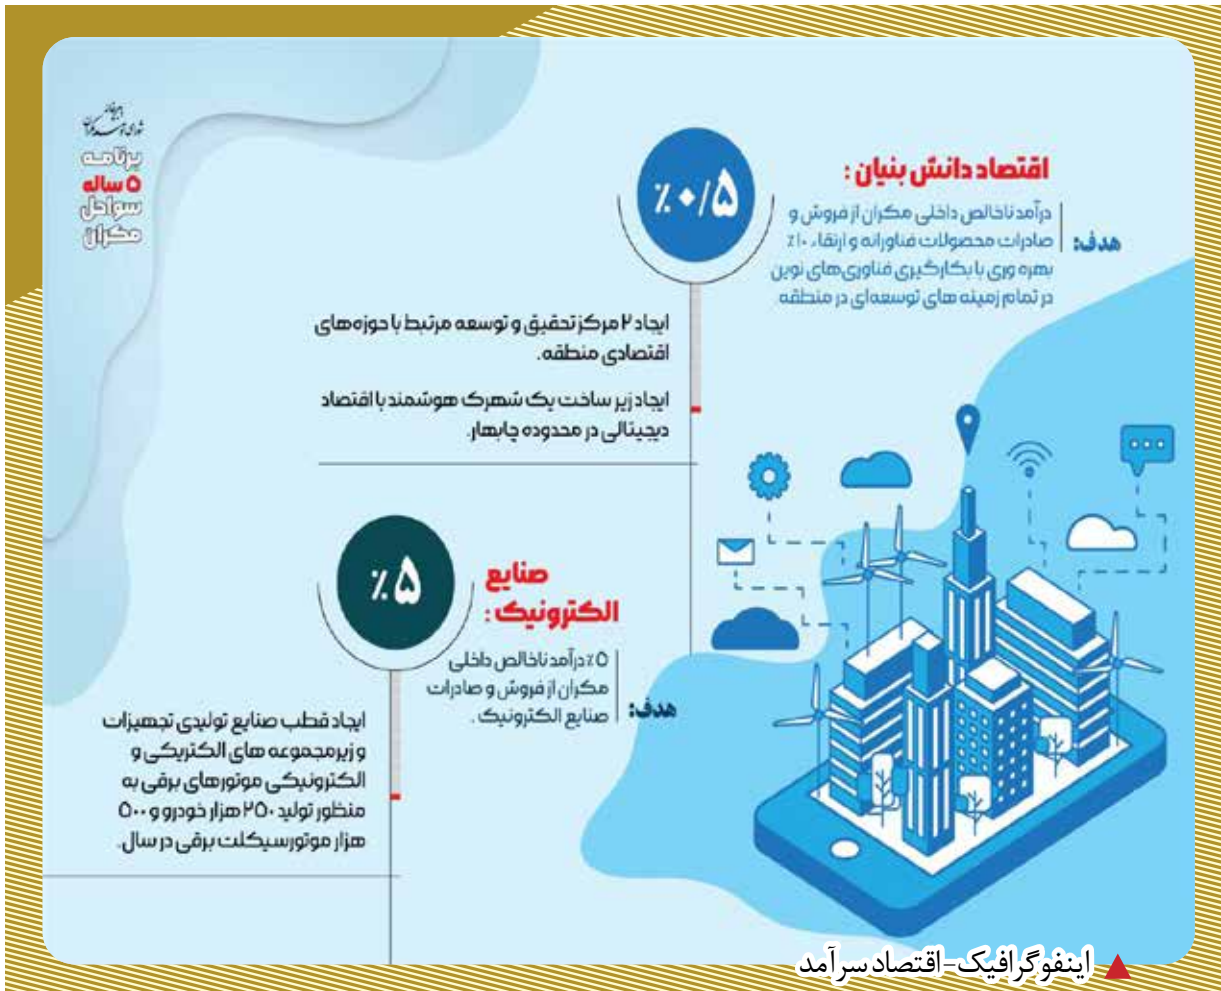 برنامه
۵ ساله
سواحل
مکران
٪۰/۵
اقتصاد دانش بنیان :
هدف:
درآمد ناخالص داخلی مکران از فروش و
صادرات محصولات فناورانه و ارتقاء ۱۰٪
بهره وری با بکارگیری فناوری‌های نوین
در تمام زمینه های توسعه‌ای در منطقه
ایجاد ۲ مرکز تحقیق و توسعه مرتبط با حوزه‌های
اقتصادی منطقه.
ایجاد زیر ساخت یک شهرک هوشمند با اقتصاد
دیجیتالی در محدوده چابهار.
٪۵
صنایع
الکترونیک :
هدف:
۵٪ درآمد ناخالص داخلی
مکران از فروش و صادرات
صنایع الکترونیک .
ایجاد قطب صنایع تولیدی تجهیزات
و زیرمجموعه های الکتریکی و
الکترونیکی موتورهای برقی به
منظور تولید ۲۵۰ هزار خودرو و ۵۰۰
هزار موتورسیکلت برقی در سال.
اینفوگرافیک-اقتصاد سرآمد